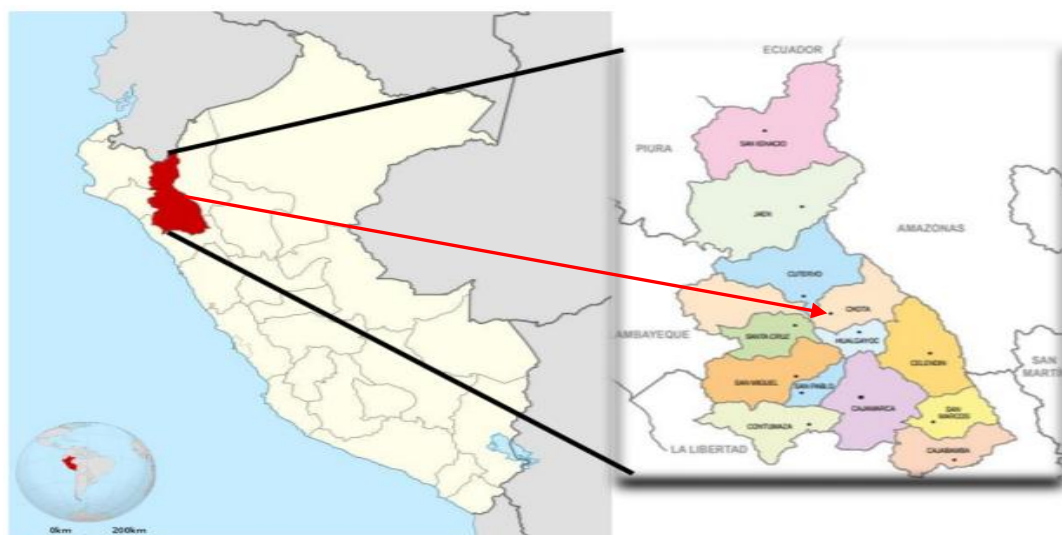 0km 200km
ECUADOR
PIURA
SAN IGNACIO
JAEN
AMAZONAS
CUTERVO
CHOTA
AMBAYEQUE
SANTA CRUZ
HUALGAYOC
CELENDIN
SAN
MARTI
SAN MIGUEL
SAN PABLO
CAJAMARCA
SAN
MARCOS
CONTUMAZA
LA LIBERTAD
CAJABAMBA